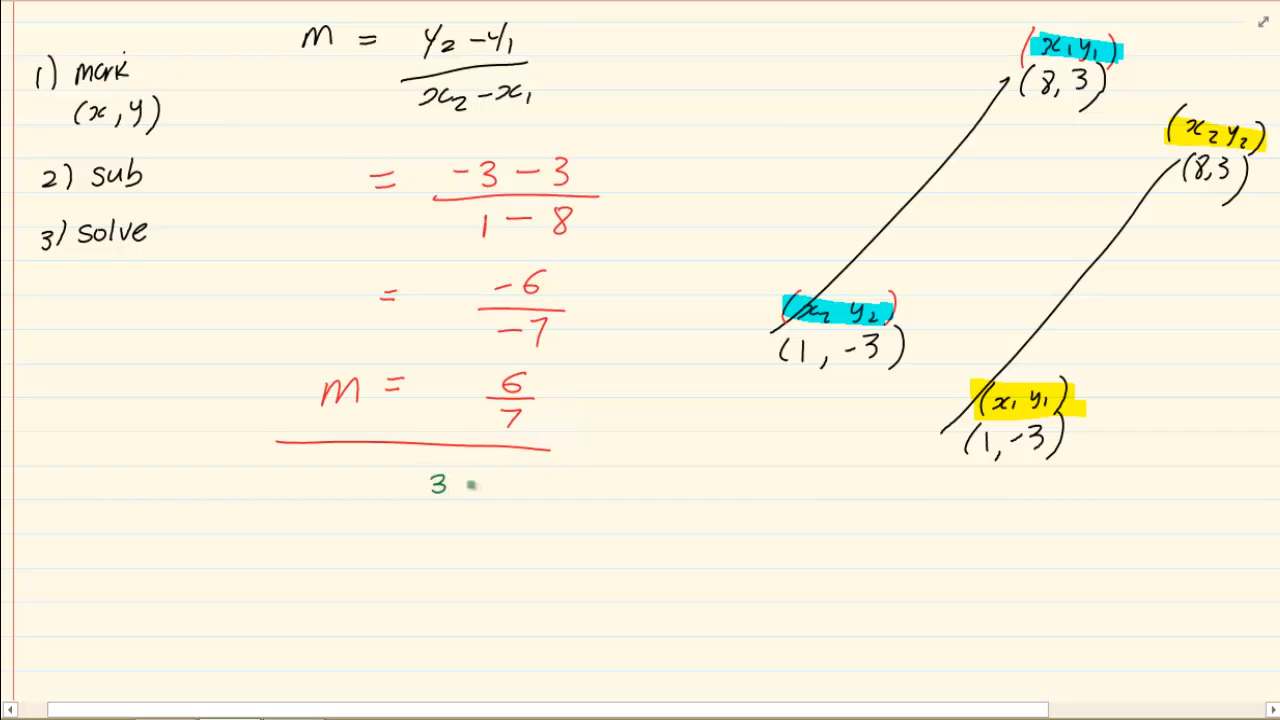 m = y₂ - y₁ / x₂ - x₁
1) mark
(x, y)
2) sub
3) solve
= -3 - 3 / 1 - 8
= -6 / -7
m = 6 / 7
3
(x₁ y₁)
(8, 3)
(x₂ y₂)
(1, -3)
(x₂ y₂)
(8,3)
(x₁ y₁)
(1, -3)